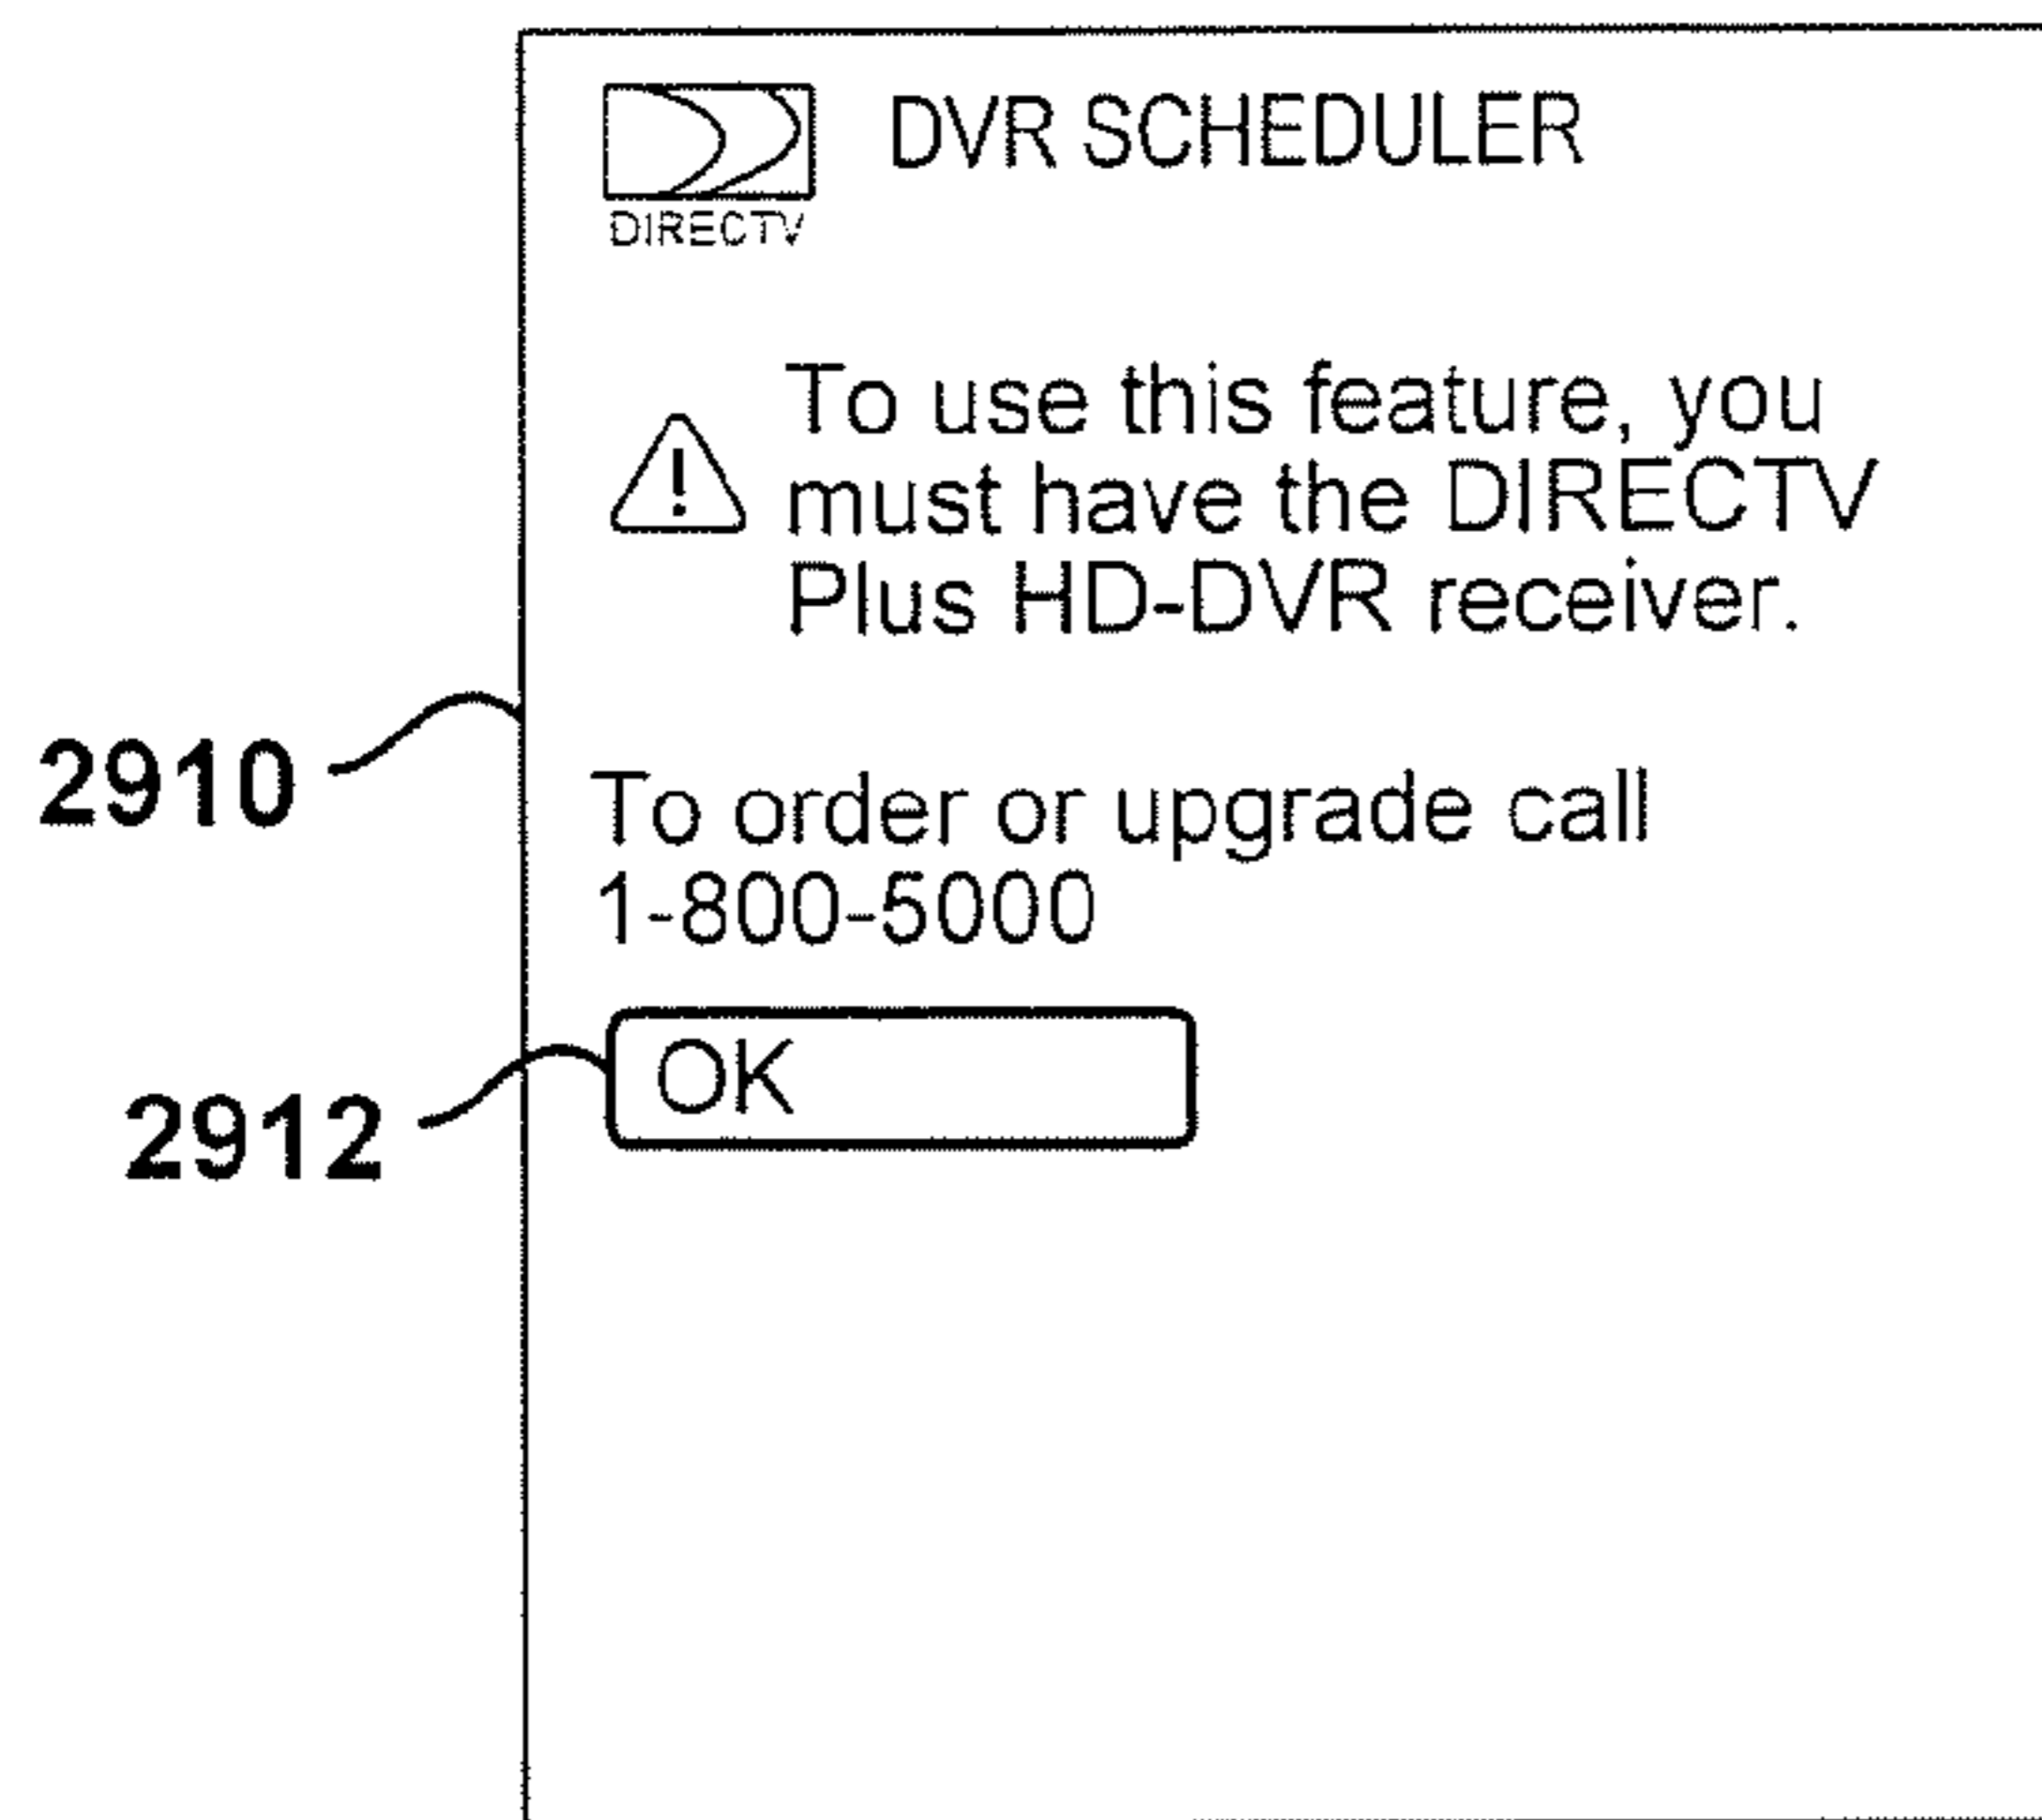 DVR SCHEDULER
DIRECTV
To use this feature, you
must have the DIRECTV
Plus HD-DVR receiver.
2910
To order or upgrade call
1-800-5000
OK
2912